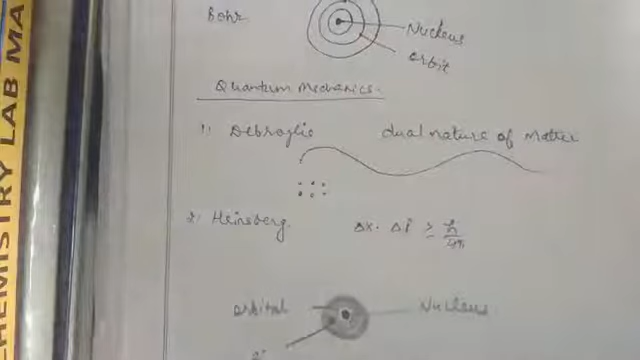 CHEMISTRY LAB MA
Bohr
Nucleus
orbit
Quantum Mechanics.
1) Debroglie dual nature of Matter
2) Heinsberg. Δx. Δp ≥ h/4π
orbital Nucleus
e-